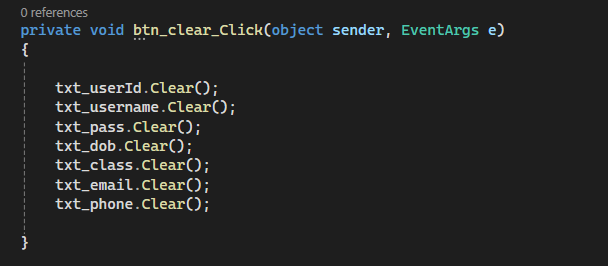 0 references
private void btn_clear_Click(object sender, EventArgs e)
{
txt_userId.Clear();
txt_username.Clear();
txt_pass.Clear();
txt_dob.Clear();
txt_class.Clear();
txt_email.Clear();
txt_phone.Clear();
}